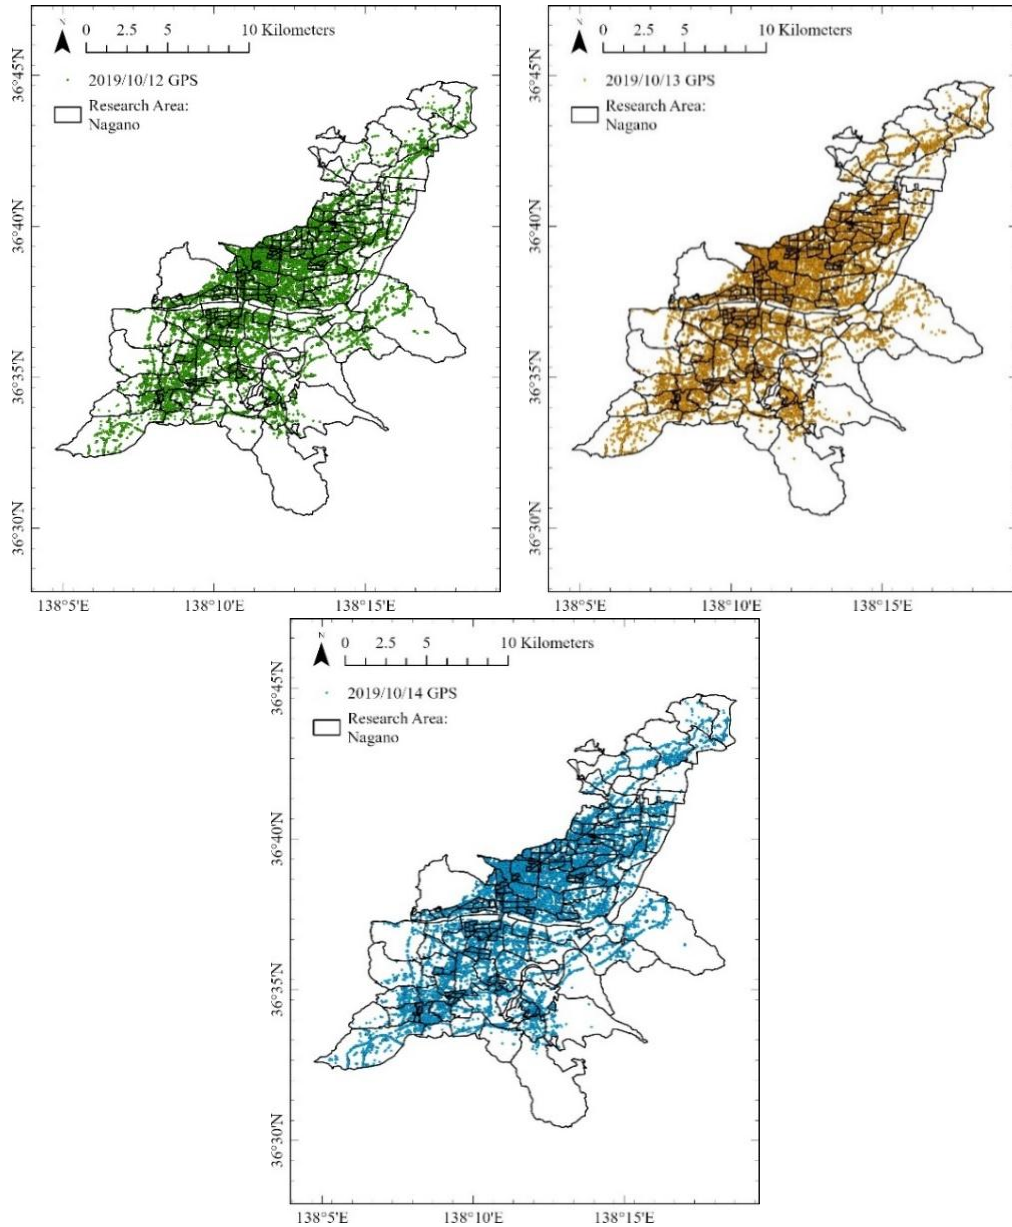 N
0 2.5 5 10 Kilometers
2019/10/12 GPS
Research Area:
Nagano
36°45'N
36°40'N
36°35'N
36°30'N
138°5'E 138°10'E 138°15'E
N
0 2.5 5 10 Kilometers
2019/10/13 GPS
Research Area:
Nagano
36°45'N
36°40'N
36°35'N
36°30'N
138°5'E 138°10'E 138°15'E
N
0 2.5 5 10 Kilometers
2019/10/14 GPS
Research Area:
Nagano
36°45'N
36°40'N
36°35'N
36°30'N
138°5'E 138°10'E 138°15'E